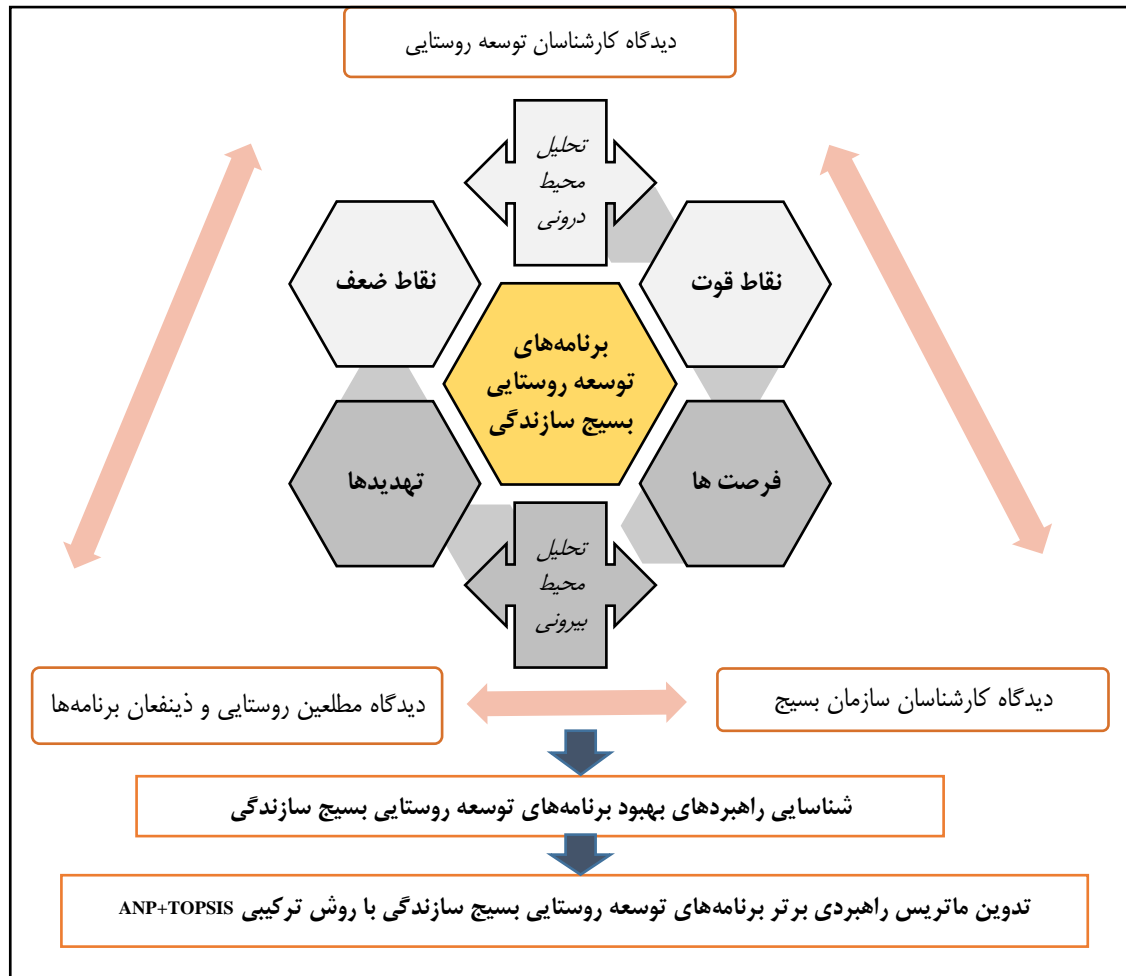 دیدگاه کارشناسان توسعه روستایی
تحلیل
محیط
درونی
نقاط قوت
نقاط ضعف
برنامه‌های
توسعه روستایی
بسیج سازندگی
فرصت ها
تهدیدها
تحلیل
محیط
بیرونی
دیدگاه کارشناسان سازمان بسیج
دیدگاه مطلعین روستایی و ذینفعان برنامه‌ها
شناسایی راهبردهای بهبود برنامه‌های توسعه روستایی بسیج سازندگی
تدوین ماتریس راهبردی برتر برنامه‌های توسعه روستایی بسیج سازندگی با روش ترکیبی ANP+TOPSIS